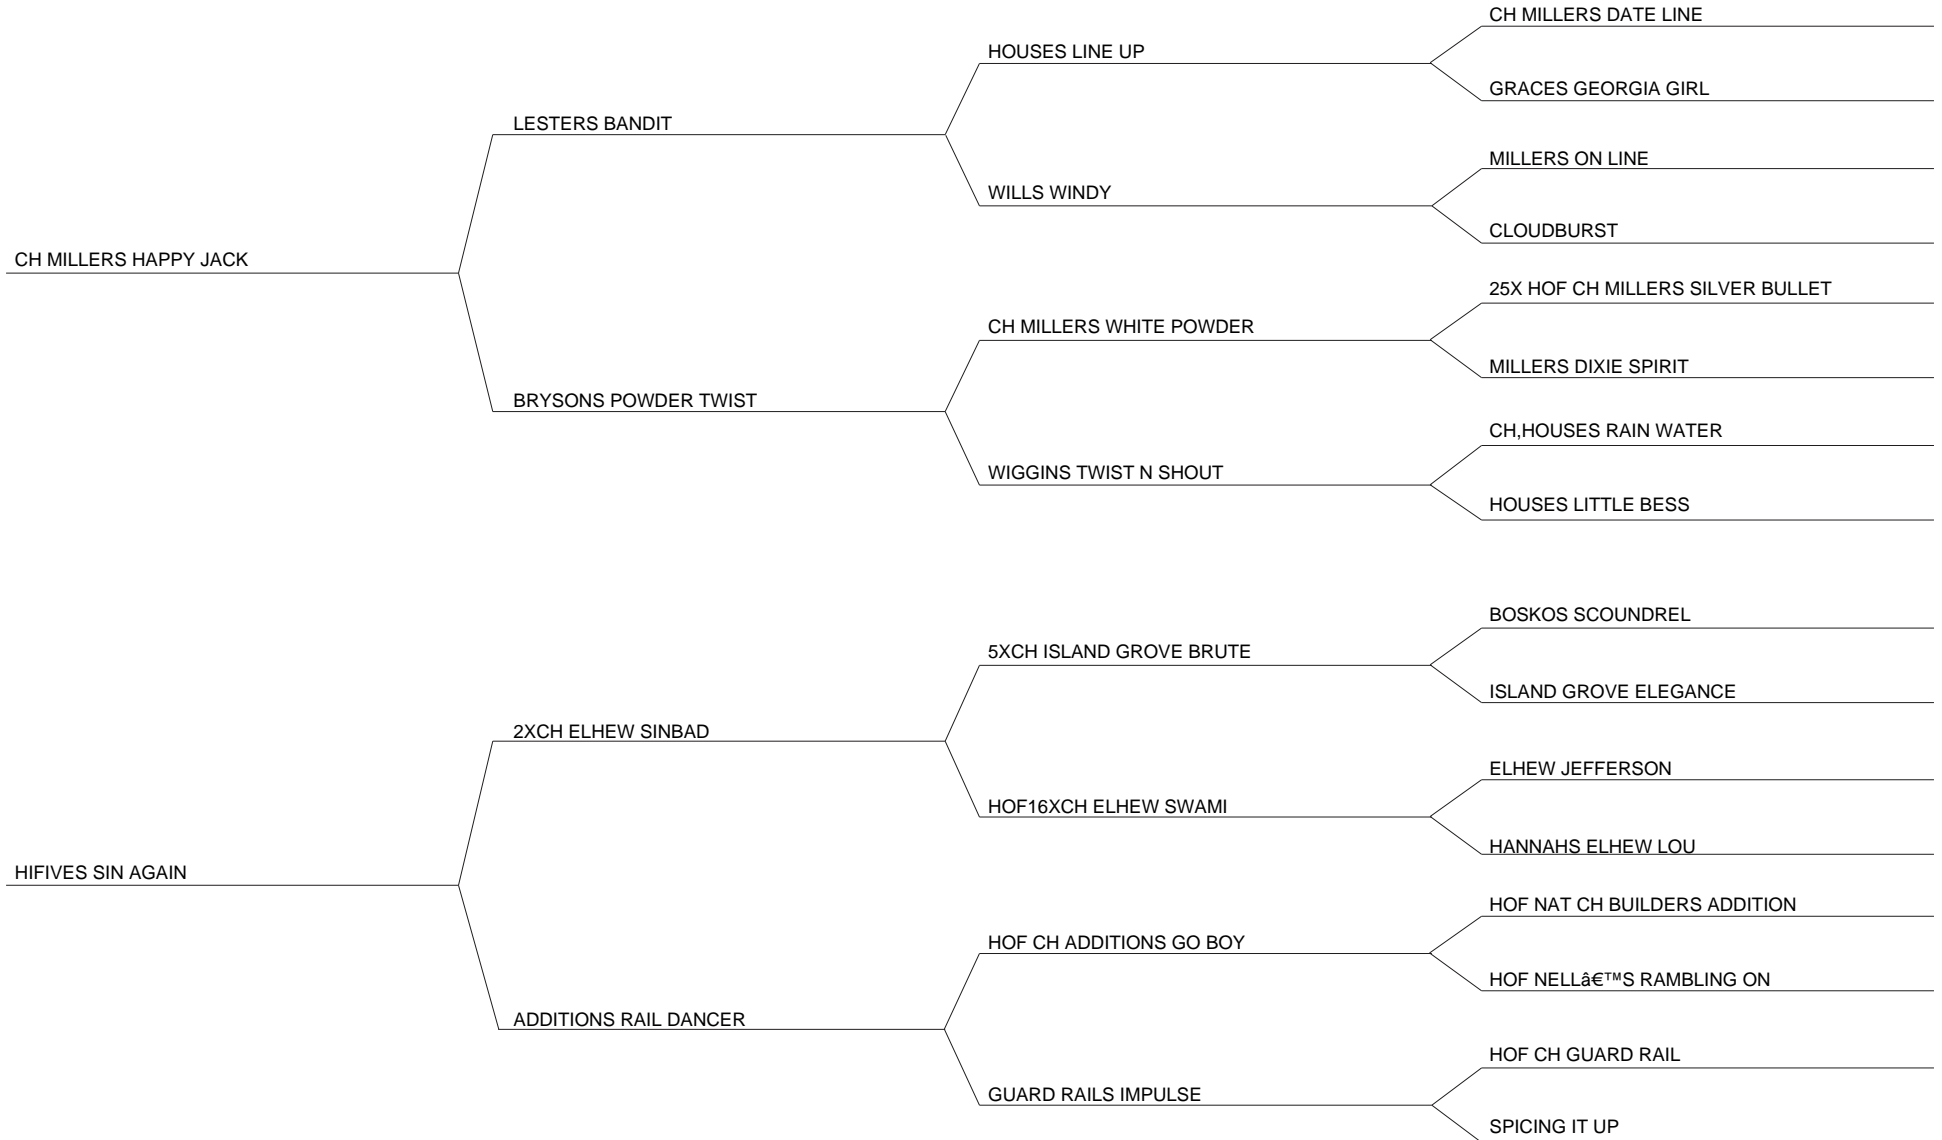 CH MILLERS DATE LINE
HOUSES LINE UP
GRACES GEORGIA GIRL
LESTERS BANDIT
MILLERS ON LINE
WILLS WINDY
CLOUDBURST
CH MILLERS HAPPY JACK
25X HOF CH MILLERS SILVER BULLET
CH MILLERS WHITE POWDER
MILLERS DIXIE SPIRIT
BRYSONS POWDER TWIST
CH,HOUSES RAIN WATER
WIGGINS TWIST N SHOUT
HOUSES LITTLE BESS
BOSKOS SCOUNDREL
5XCH ISLAND GROVE BRUTE
ISLAND GROVE ELEGANCE
2XCH ELHEW SINBAD
ELHEW JEFFERSON
HOF16XCH ELHEW SWAMI
HANNAHS ELHEW LOU
HIFIVES SIN AGAIN
HOF NAT CH BUILDERS ADDITION
HOF CH ADDITIONS GO BOY
HOF NELLâ€™S RAMBLING ON
ADDITIONS RAIL DANCER
HOF CH GUARD RAIL
GUARD RAILS IMPULSE
SPICING IT UP